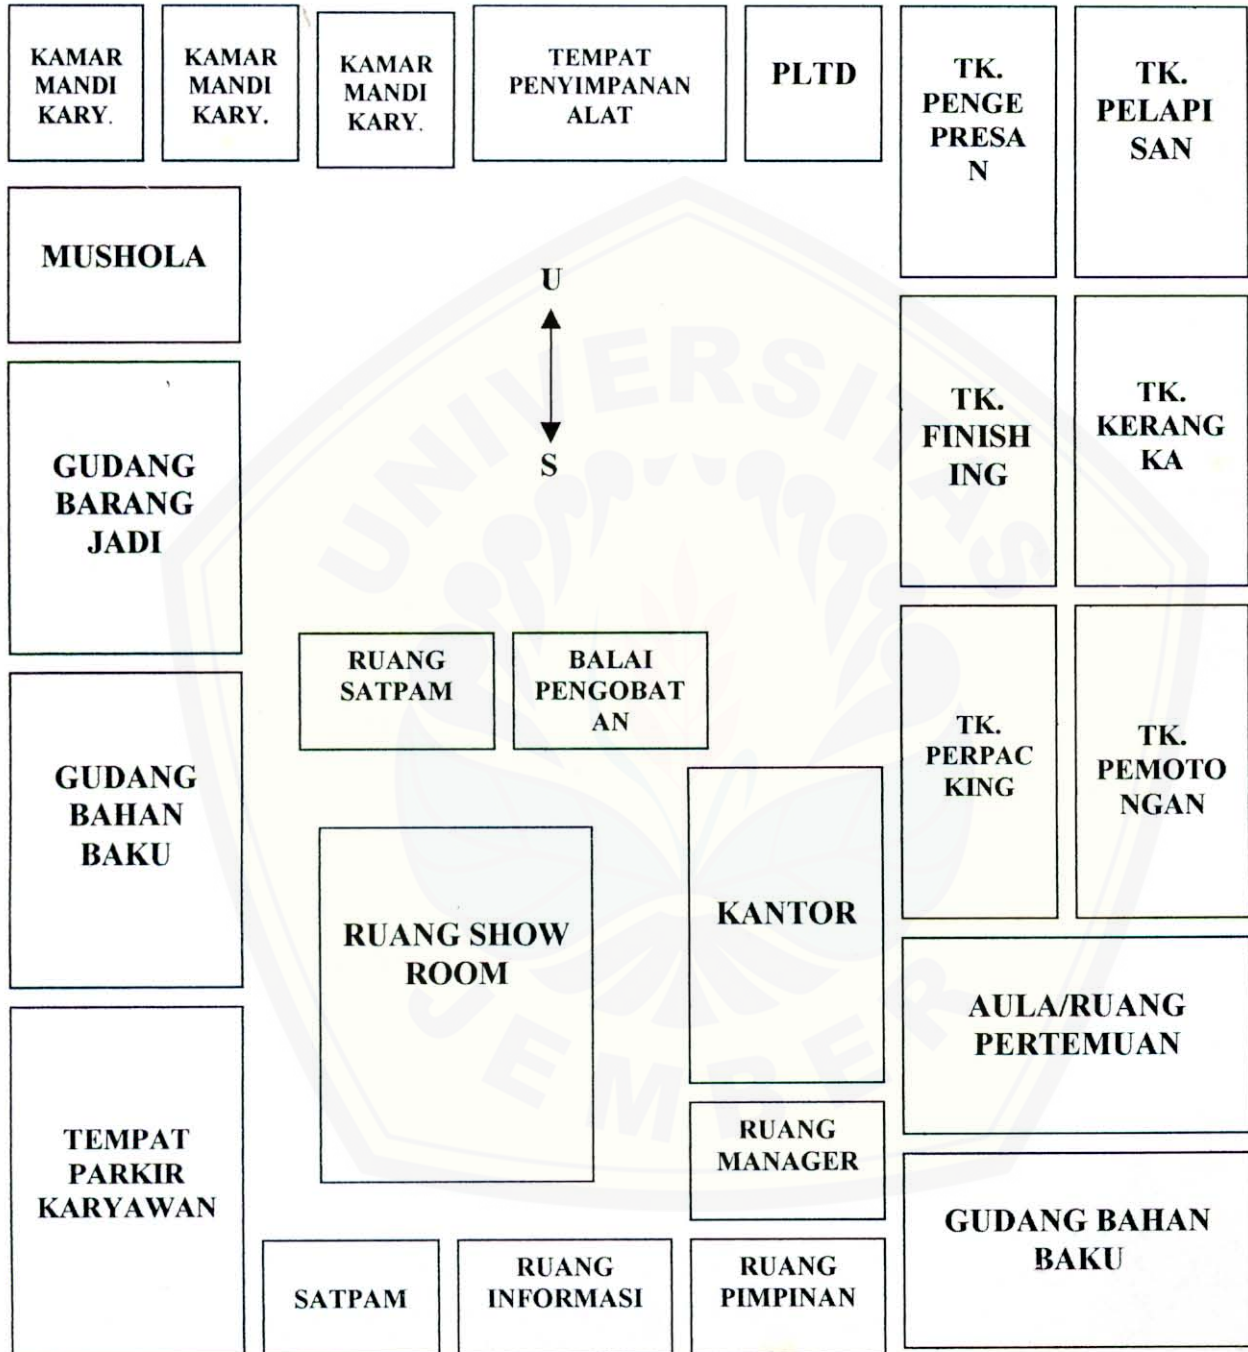 KAMAR
MANDI
KARY.
KAMAR
MANDI
KARY.
KAMAR
MANDI
KARY.
TEMPAT
PENYIMPANAN
ALAT
PLTD
TK.
PENGE
PRESA
N
TK.
PELAPI
SAN
MUSHOLA
U
S
TK.
FINISH
ING
TK.
KERANG
KA
GUDANG
BARANG
JADI
RUANG
SATPAM
BALAI
PENGOBAT
AN
TK.
PERPAC
KING
TK.
PEMOTO
NGAN
GUDANG
BAHAN
BAKU
RUANG SHOW
ROOM
KANTOR
AULA/RUANG
PERTEMUAN
TEMPAT
PARKIR
KARYAWAN
RUANG
MANAGER
GUDANG BAHAN
BAKU
SATPAM
RUANG
INFORMASI
RUANG
PIMPINAN
UNIVERSITAS
JEMBER